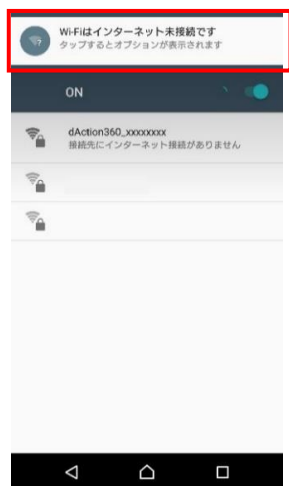 Wi-Fiはインターネット未接続です
タップするとオプションが表示されます
ON
dAction360_xxxxxxxx
接続先にインターネット接続がありません